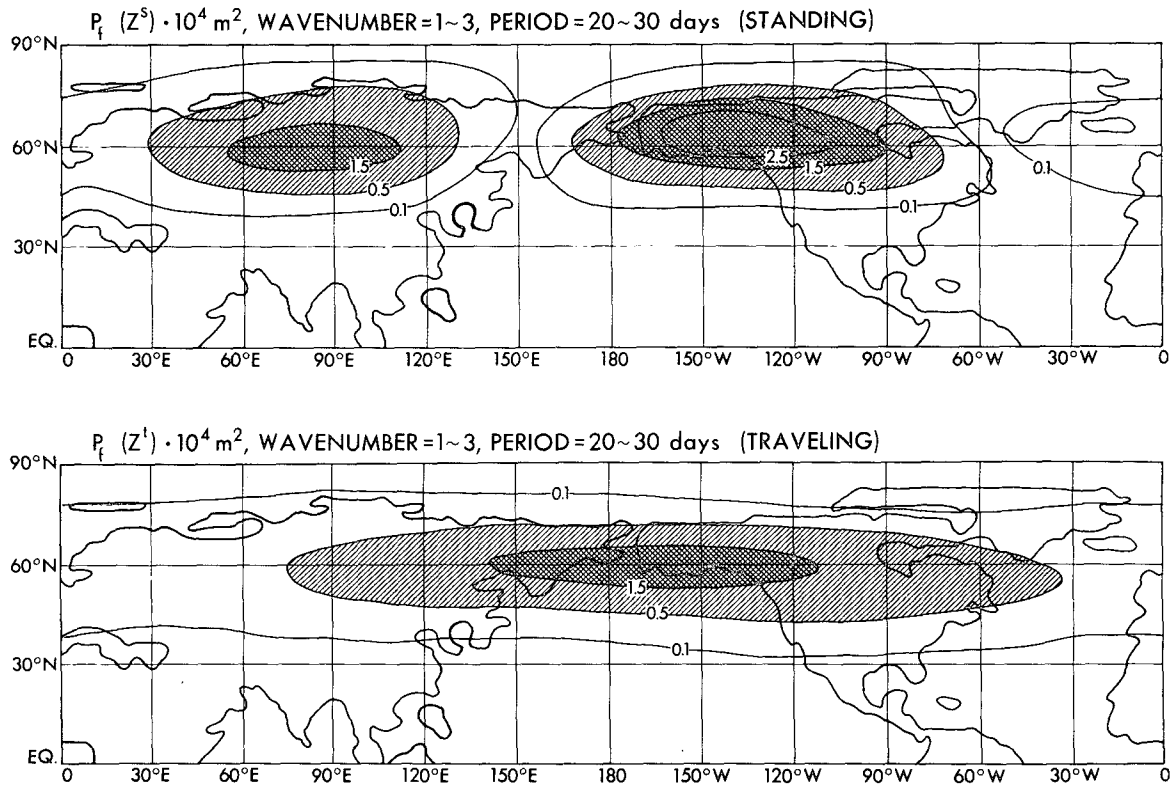 P_f (Z^s) · 10^4 m^2, WAVENUMBER=1~3, PERIOD=20~30 days (STANDING)
90°N
60°N
30°N
EQ.
1.5
0.5
0.1
2.5
1.5
0.5
0.1
0.1
0 30°E 60°E 90°E 120°E 150°E 180 150°W 120°W 90°W 60°W 30°W 0
P_f (Z^t) · 10^4 m^2, WAVENUMBER=1~3, PERIOD=20~30 days (TRAVELING)
90°N
60°N
30°N
EQ.
0.1
1.5
0.5
0.1
0 30°E 60°E 90°E 120°E 150°E 180 150°W 120°W 90°W 60°W 30°W 0